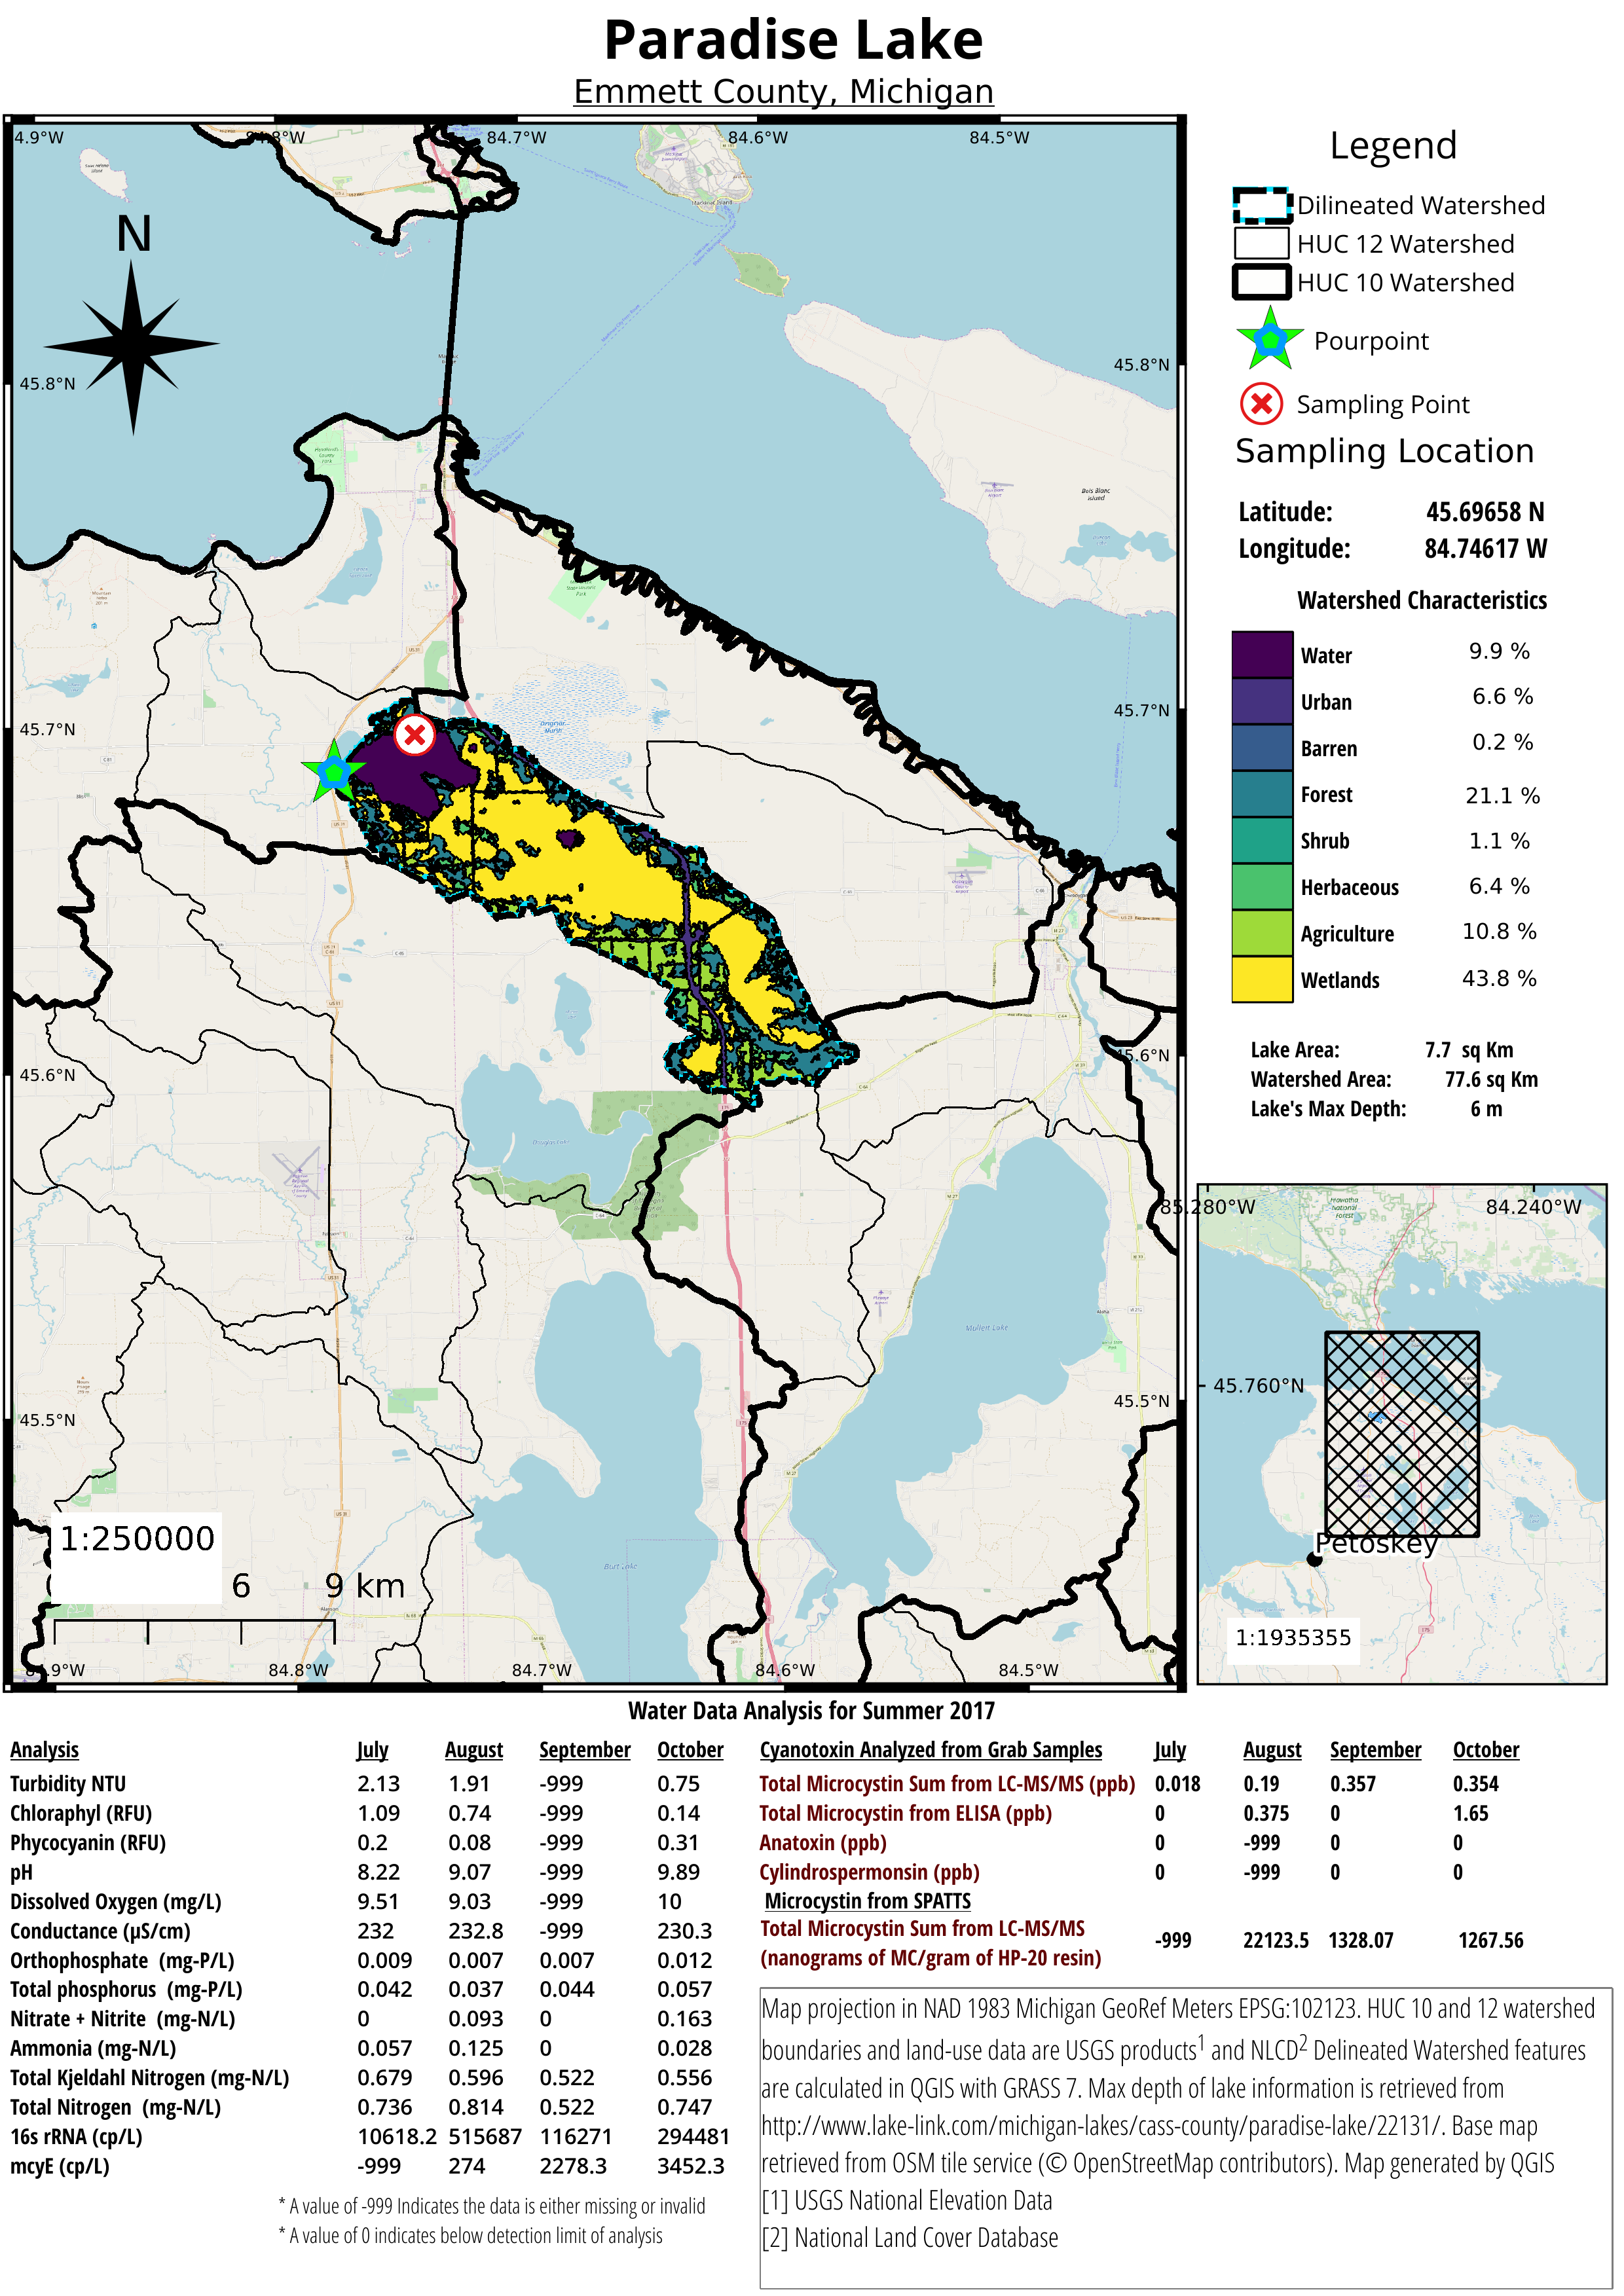 Paradise Lake
Emmett County, Michigan
4.9°W
84.7°W
84.6°W
84.5°W
N
45.8°N
45.8°N
45.7°N
45.7°N
45.6°N
45.6°N
45.5°N
45.5°N
Mackinac Island
Bois Blanc Island
Dingman Marsh
Douglas Lake
Mullett Lake
Burt Lake
1:250000
6
9 km
84.8°W
84.7°W
84.6°W
84.5°W
Legend
Dilineated Watershed
HUC 12 Watershed
HUC 10 Watershed
Pourpoint
Sampling Point
Sampling Location
Latitude: 45.69658 N
Longitude: 84.74617 W
Watershed Characteristics
Water 9.9 %
Urban 6.6 %
Barren 0.2 %
Forest 21.1 %
Shrub 1.1 %
Herbaceous 6.4 %
Agriculture 10.8 %
Wetlands 43.8 %
Lake Area: 7.7 sq Km
Watershed Area: 77.6 sq Km
Lake's Max Depth: 6 m
85.280°W
84.240°W
Hiawatha National Forest
45.760°N
Petoskey
1:1935355
Water Data Analysis for Summer 2017
Analysis July August September October
Turbidity NTU 2.13 1.91 -999 0.75
Chloraphyl (RFU) 1.09 0.74 -999 0.14
Phycocyanin (RFU) 0.2 0.08 -999 0.31
pH 8.22 9.07 -999 9.89
Dissolved Oxygen (mg/L) 9.51 9.03 -999 10
Conductance (µS/cm) 232 232.8 -999 230.3
Orthophosphate (mg-P/L) 0.009 0.007 0.007 0.012
Total phosphorus (mg-P/L) 0.042 0.037 0.044 0.057
Nitrate + Nitrite (mg-N/L) 0 0.093 0 0.163
Ammonia (mg-N/L) 0.057 0.125 0 0.028
Total Kjeldahl Nitrogen (mg-N/L) 0.679 0.596 0.522 0.556
Total Nitrogen (mg-N/L) 0.736 0.814 0.522 0.747
16s rRNA (cp/L) 10618.2 515687 116271 294481
mcyE (cp/L) -999 274 2278.3 3452.3
* A value of -999 Indicates the data is either missing or invalid
* A value of 0 indicates below detection limit of analysis
Cyanotoxin Analyzed from Grab Samples July August September October
Total Microcystin Sum from LC-MS/MS (ppb) 0.018 0.19 0.357 0.354
Total Microcystin from ELISA (ppb) 0 0.375 0 1.65
Anatoxin (ppb) 0 -999 0 0
Cylindrospermonsin (ppb) 0 -999 0 0
Microcystin from SPATTS
Total Microcystin Sum from LC-MS/MS
(nanograms of MC/gram of HP-20 resin) -999 22123.5 1328.07 1267.56
Map projection in NAD 1983 Michigan GeoRef Meters EPSG:102123. HUC 10 and 12 watershed
boundaries and land-use data are USGS products1 and NLCD2 Delineated Watershed features
are calculated in QGIS with GRASS 7. Max depth of lake information is retrieved from
http://www.lake-link.com/michigan-lakes/cass-county/paradise-lake/22131/. Base map
retrieved from OSM tile service (© OpenStreetMap contributors). Map generated by QGIS
[1] USGS National Elevation Data
[2] National Land Cover Database